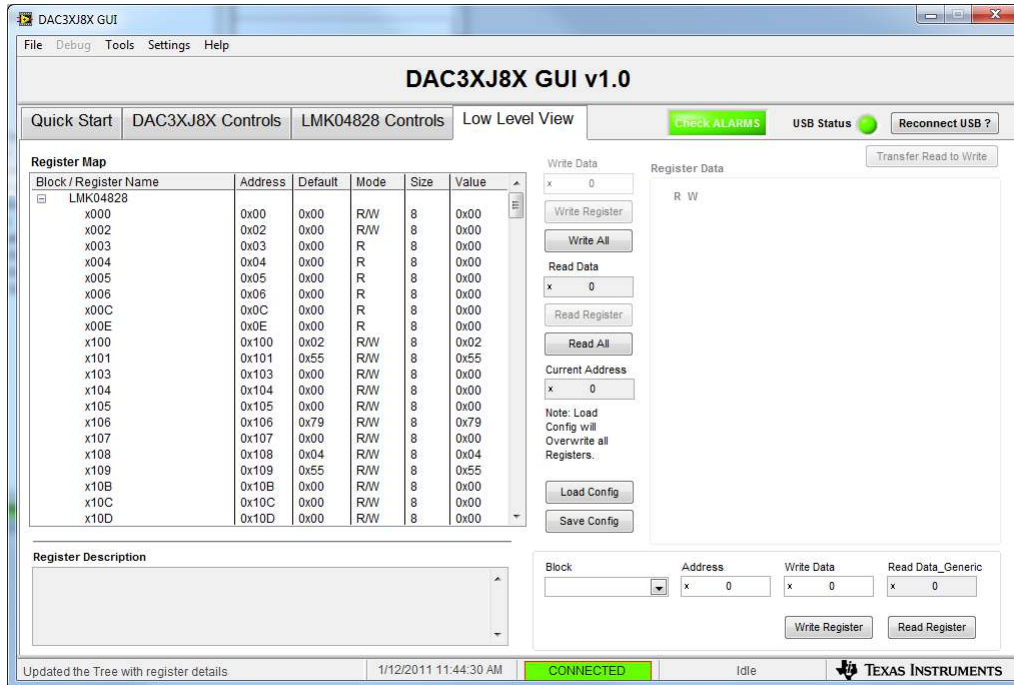 DAC3XJ8X GUI
File Debug Tools Settings Help
DAC3XJ8X GUI v1.0
Quick Start DAC3XJ8X Controls LMK04828 Controls Low Level View Check ALARMS USB Status Reconnect USB ?
Transfer Read to Write
Register Map
Block / Register Name Address Default Mode Size Value
LMK04828
x000 0x00 0x00 R/W 8 0x00
x002 0x02 0x00 R/W 8 0x00
x003 0x03 0x00 R 8 0x00
x004 0x04 0x00 R 8 0x00
x005 0x05 0x00 R 8 0x00
x006 0x06 0x00 R 8 0x00
x00C 0x0C 0x00 R 8 0x00
x00E 0x0E 0x00 R 8 0x00
x100 0x100 0x02 R/W 8 0x02
x101 0x101 0x55 R/W 8 0x55
x103 0x103 0x00 R/W 8 0x00
x104 0x104 0x00 R/W 8 0x00
x105 0x105 0x00 R/W 8 0x00
x106 0x106 0x79 R/W 8 0x79
x107 0x107 0x00 R/W 8 0x00
x108 0x108 0x04 R/W 8 0x04
x109 0x109 0x55 R/W 8 0x55
x10B 0x10B 0x00 R/W 8 0x00
x10C 0x10C 0x00 R/W 8 0x00
x10D 0x10D 0x00 R/W 8 0x00
Write Data
x 0
Write Register
Write All
Read Data
x 0
Read Register
Read All
Current Address
x 0
Note: Load
Config will
Overwrite all
Registers.
Load Config
Save Config
Register Data
R W
Register Description
Block Address Write Data Read Data_Generic
x 0 x 0 x 0
Write Register Read Register
Updated the Tree with register details 1/12/2011 11:44:30 AM CONNECTED Idle TEXAS INSTRUMENTS